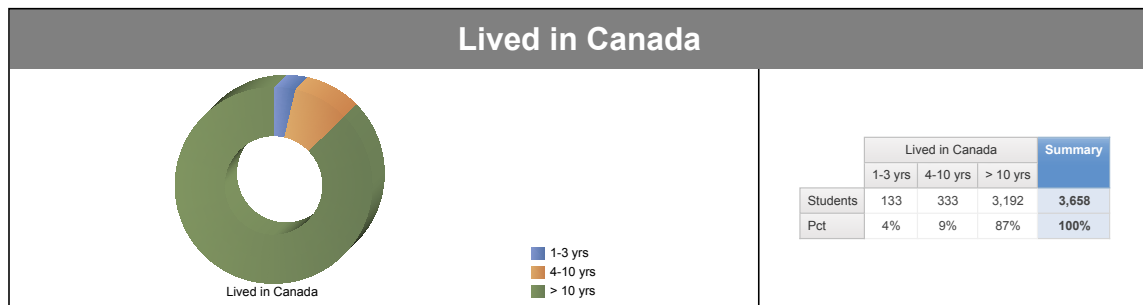 Lived in Canada
Lived in Canada
1-3 yrs
4-10 yrs
> 10 yrs
Lived in Canada Summary
1-3 yrs 4-10 yrs > 10 yrs
Students 133 333 3,192 3,658
Pct 4% 9% 87% 100%